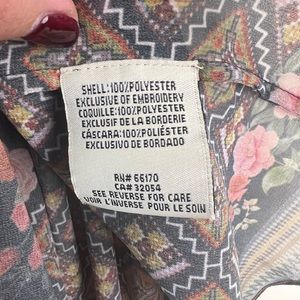 SHELL:100%POLYESTER
EXCLUSIVE OF EMBROIDERY
COQUILLE:100%POLYESTER
EXCLUSIF DE LA BORDERIE
CÁSCARA:100%POLIÉSTER
EXCLUSIVO DE BORDADO
RN# 66170
CA# 32054
SEE REVERSE FOR CARE
VOIR L'INVERSE POUR LE SOIN